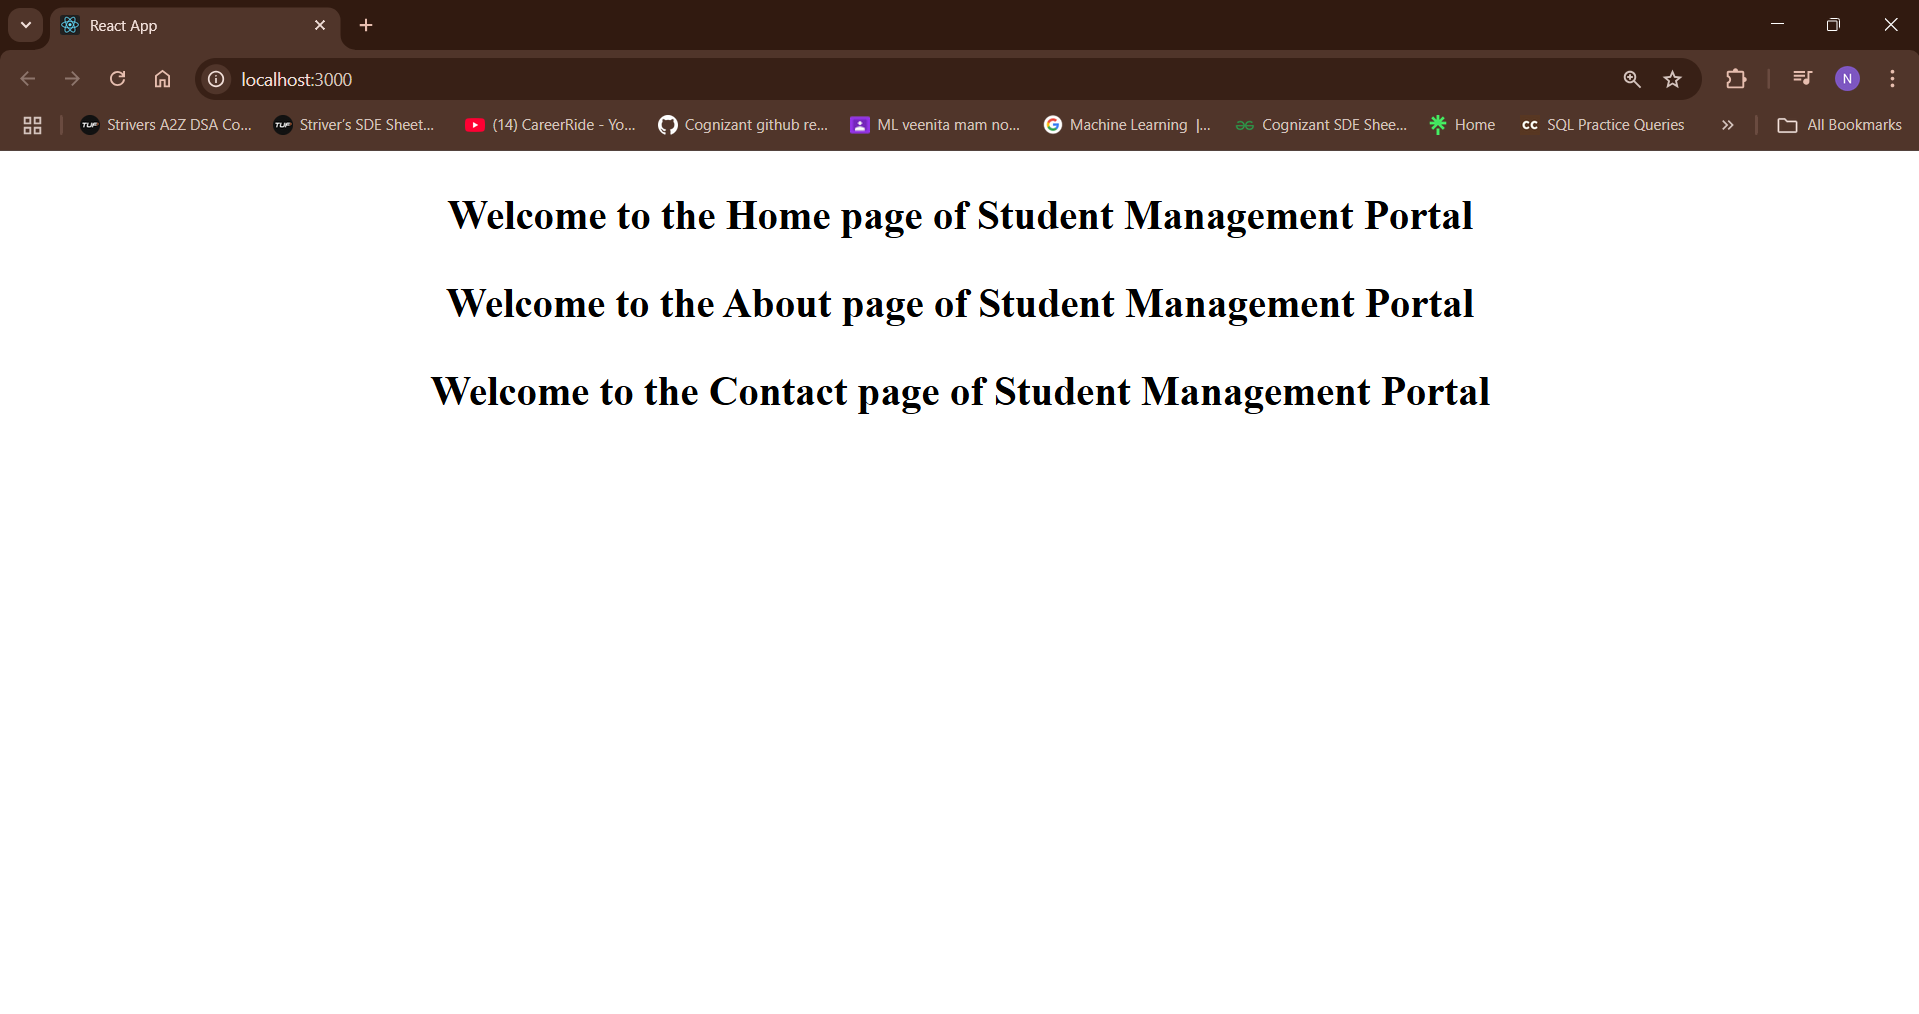 React App
localhost:3000
N
TUF Strivers A2Z DSA Co... TUF Striver's SDE Sheet... (14) CareerRide - Yo... Cognizant github re... ML veenita mam no... Machine Learning |... Cognizant SDE Shee... Home cc SQL Practice Queries All Bookmarks
Welcome to the Home page of Student Management Portal
Welcome to the About page of Student Management Portal
Welcome to the Contact page of Student Management Portal